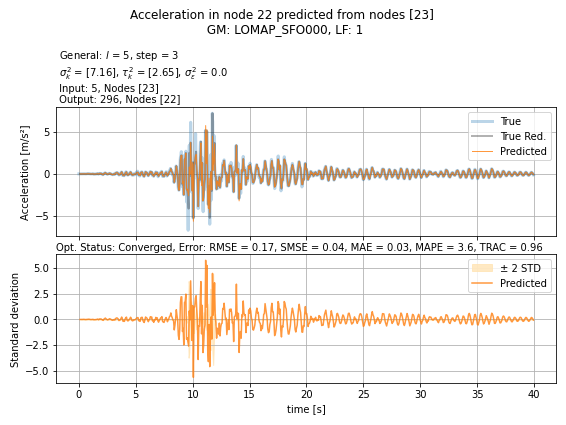 Acceleration in node 22 predicted from nodes [23]
GM: LOMAP_SFO000, LF: 1
General: l = 5, step = 3
σ_k² = [7.16], τ_k² = [2.65], σ_ε² = 0.0
Input: 5, Nodes [23]
Output: 296, Nodes [22]
True
True Red.
Predicted
Acceleration [m/s²]
5
0
−5
Opt. Status: Converged, Error: RMSE = 0.17, SMSE = 0.04, MAE = 0.03, MAPE = 3.6, TRAC = 0.96
± 2 STD
Predicted
Standard deviation
5.0
2.5
0.0
−2.5
−5.0
0 5 10 15 20 25 30 35 40
time [s]